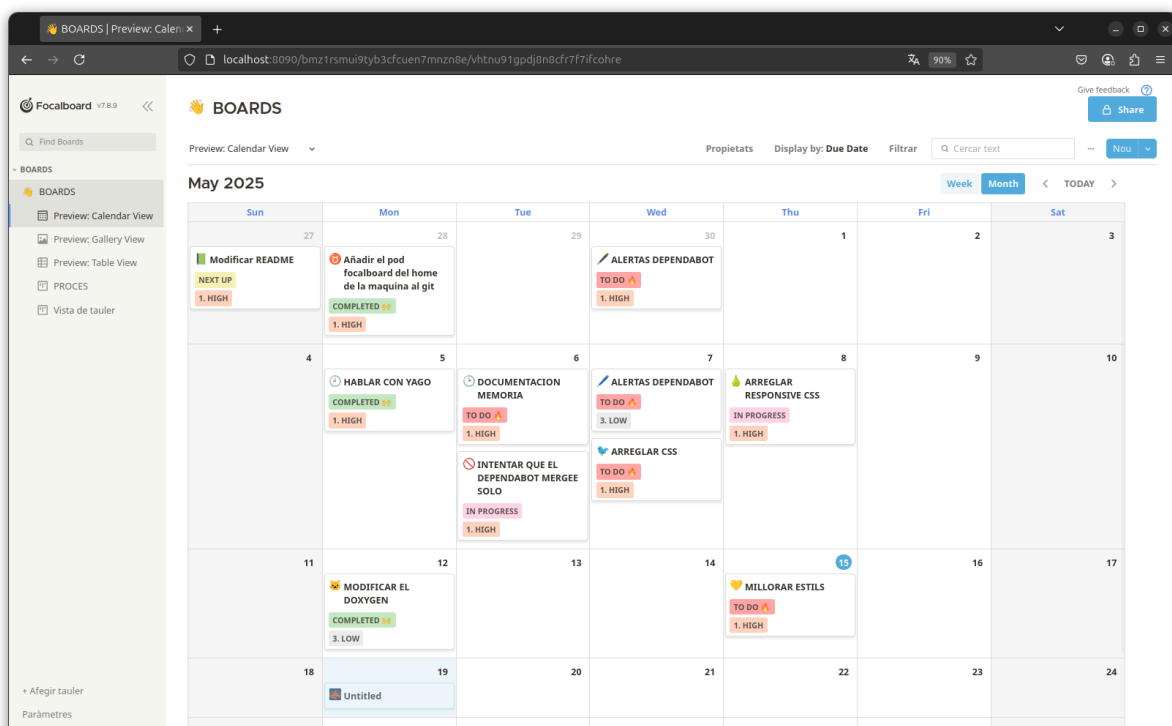 BOARDS | Preview: Calen
localhost:8090/bmz1rsmui9tyb3cfcuen7mnzn8e/vhtnu91gpdj8n8cfr7f7ifcohre
90%
Focalboard v7.8.9
Find Boards
BOARDS
BOARDS
Preview: Calendar View
Preview: Gallery View
Preview: Table View
PROCES
Vista de tauler
+ Afegir tauler
Paràmetres
Give feedback
BOARDS
Share
Preview: Calendar View
Propietats
Display by: Due Date
Filtrar
Cercar text
Nou
May 2025
Week
Month
TODAY
Sun Mon Tue Wed Thu Fri Sat
27 28 29 30 1 2 3
Modificar README
NEXT UP
1. HIGH
Añadir el pod
focalboard del home
de la maquina al git
COMPLETED
1. HIGH
ALERTAS DEPENDABOT
TO DO
1. HIGH
4 5 6 7 8 9 10
HABLAR CON YAGO
COMPLETED
1. HIGH
DOCUMENTACION
MEMORIA
TO DO
1. HIGH
INTENTAR QUE EL
DEPENDABOT MERGEE
SOLO
IN PROGRESS
1. HIGH
ALERTAS DEPENDABOT
TO DO
3. LOW
ARREGLAR CSS
TO DO
1. HIGH
ARREGLAR
RESPONSIVE CSS
IN PROGRESS
1. HIGH
11 12 13 14 15 16 17
MODIFICAR EL
DOXYGEN
COMPLETED
3. LOW
MILLORAR ESTILS
TO DO
1. HIGH
18 19 20 21 22 23 24
Untitled